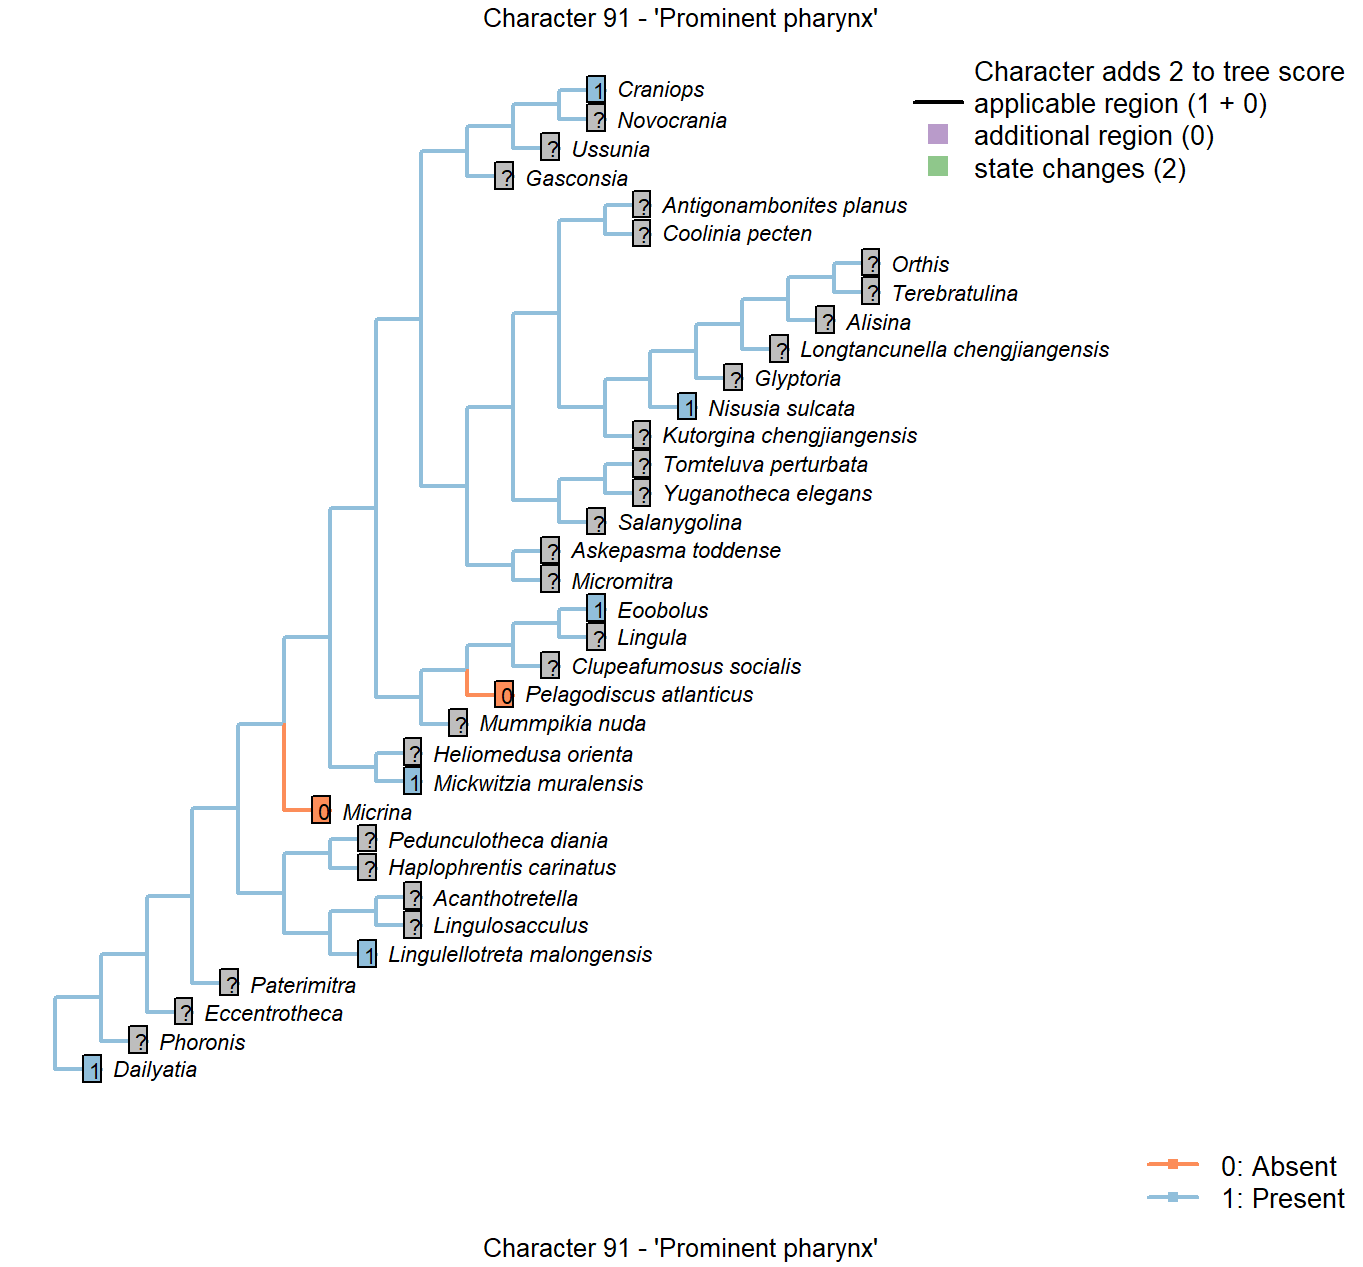 Character 91 - 'Prominent pharynx'
Character adds 2 to tree score
applicable region (1 + 0)
additional region (0)
state changes (2)
1 Craniops
? Novocrania
? Ussunia
? Gasconsia
? Antigonambonites planus
? Coolinia pecten
? Orthis
? Terebratulina
? Alisina
? Longtancunella chengjiangensis
? Glyptoria
1 Nisusia sulcata
? Kutorgina chengjiangensis
? Tomteluva perturbata
? Yuganotheca elegans
? Salanygolina
? Askepasma toddense
? Micromitra
1 Eoobolus
? Lingula
? Clupeafumosus socialis
0 Pelagodiscus atlanticus
? Mummpikia nuda
? Heliomedusa orienta
1 Mickwitzia muralensis
0 Micrina
? Pedunculotheca diania
? Haplophrentis carinatus
? Acanthotretella
? Lingulosacculus
1 Lingulellotreta malongensis
? Paterimitra
? Eccentrotheca
? Phoronis
1 Dailyatia
0: Absent
1: Present
Character 91 - 'Prominent pharynx'